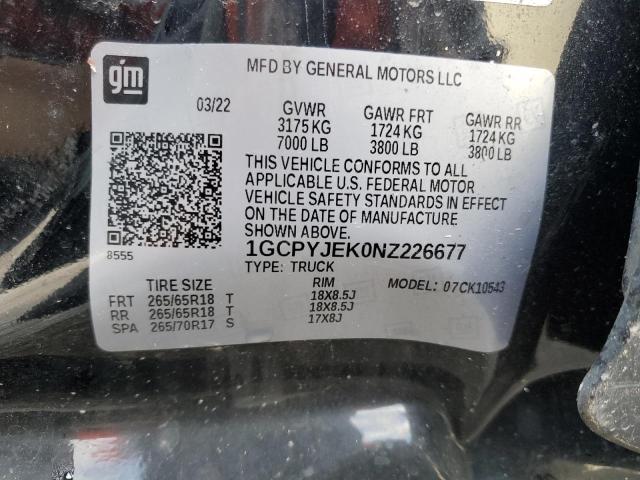 gm
MFD BY GENERAL MOTORS LLC
03/22 GVWR GAWR FRT GAWR RR
3175 KG 1724 KG 1724 KG
7000 LB 3800 LB 3800 LB
THIS VEHICLE CONFORMS TO ALL
APPLICABLE U.S. FEDERAL MOTOR
VEHICLE SAFETY STANDARDS IN EFFECT
ON THE DATE OF MANUFACTURE
SHOWN ABOVE.
8555 1GCPYJEK0NZ226677
TYPE: TRUCK
TIRE SIZE RIM MODEL: 07CK10543
FRT 265/65R18 T 18X8.5J
RR 265/65R18 T 18X8.5J
SPA 265/70R17 S 17X8J